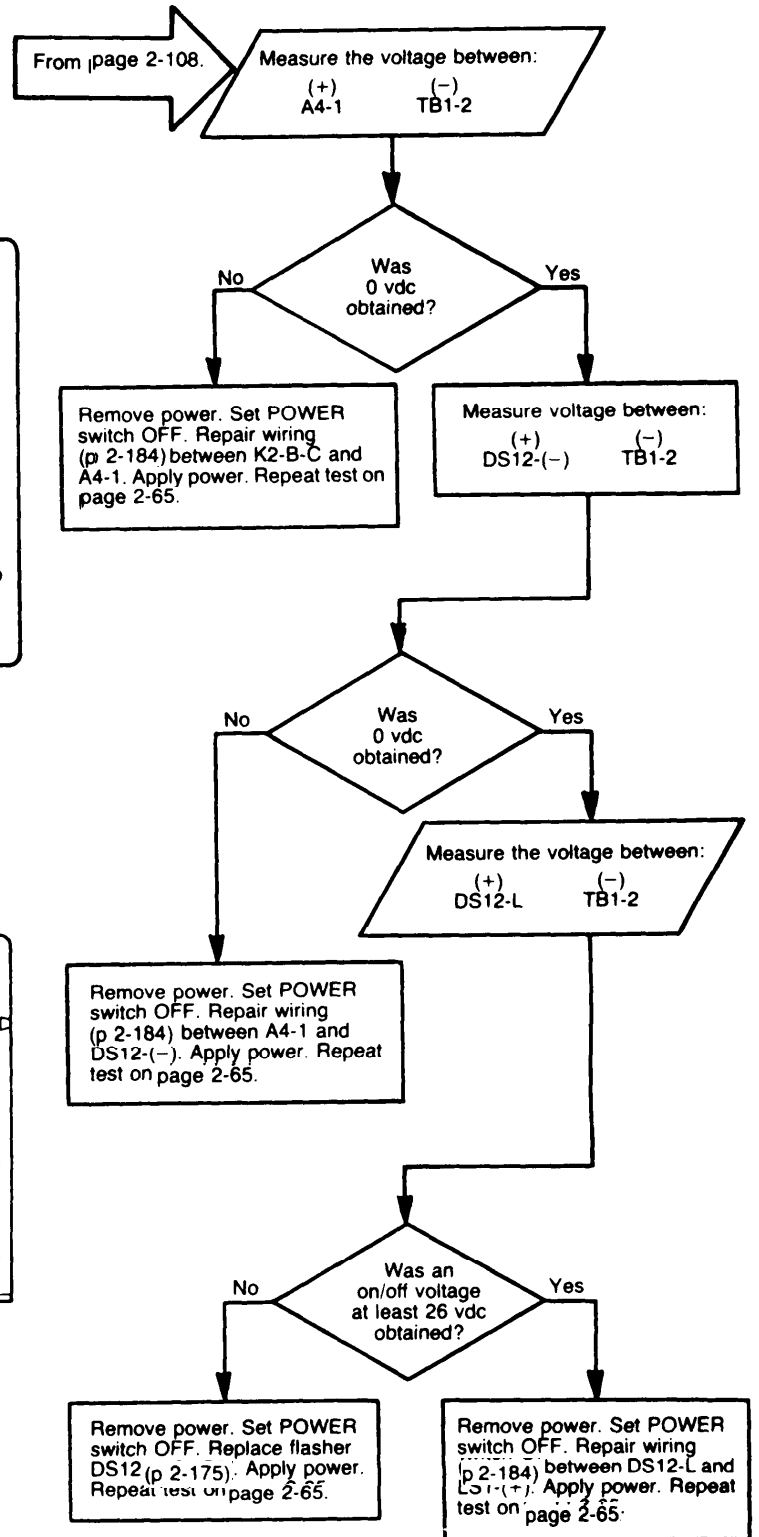 From page 2-108.
Measure the voltage between:
(+) (−)
A4-1 TB1-2
Was
0 vdc
obtained?
No
Yes
Remove power. Set POWER
switch OFF. Repair wiring
(p 2-184) between K2-B-C and
A4-1. Apply power. Repeat test on
page 2-65.
Measure voltage between:
(+) (−)
DS12-(−) TB1-2
Was
0 vdc
obtained?
No
Yes
Measure the voltage between:
(+) (−)
DS12-L TB1-2
Remove power. Set POWER
switch OFF. Repair wiring
(p 2-184) between A4-1 and
DS12-(−). Apply power. Repeat
test on page 2-65.
Was an
on/off voltage
at least 26 vdc
obtained?
No
Yes
Remove power. Set POWER
switch OFF. Replace flasher
DS12 (p 2-175). Apply power.
Repeat test on page 2-65.
Remove power. Set POWER
switch OFF. Repair wiring
(p 2-184) between DS12-L and
LS1-(+). Apply power. Repeat
test on page 2-65.